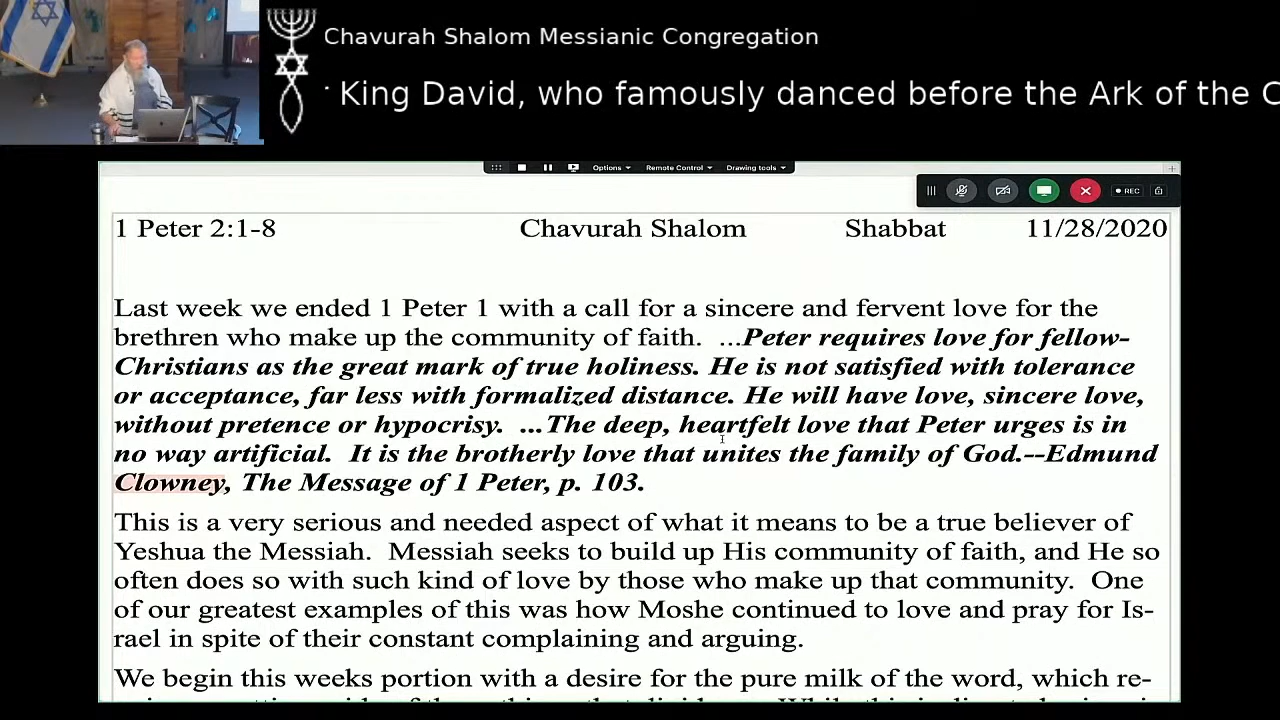 Chavurah Shalom Messianic Congregation
· King David, who famously danced before the Ark of the C
Options
Remote Control
Drawing tools
REC
1 Peter 2:1-8 Chavurah Shalom Shabbat 11/28/2020
Last week we ended 1 Peter 1 with a call for a sincere and fervent love for the
brethren who make up the community of faith. ...Peter requires love for fellow-
Christians as the great mark of true holiness. He is not satisfied with tolerance
or acceptance, far less with formalized distance. He will have love, sincere love,
without pretence or hypocrisy. ...The deep, heartfelt love that Peter urges is in
no way artificial. It is the brotherly love that unites the family of God.--Edmund
Clowney, The Message of 1 Peter, p. 103.
This is a very serious and needed aspect of what it means to be a true believer of
Yeshua the Messiah. Messiah seeks to build up His community of faith, and He so
often does so with such kind of love by those who make up that community. One
of our greatest examples of this was how Moshe continued to love and pray for Is-
rael in spite of their constant complaining and arguing.
We begin this weeks portion with a desire for the pure milk of the word, which re-